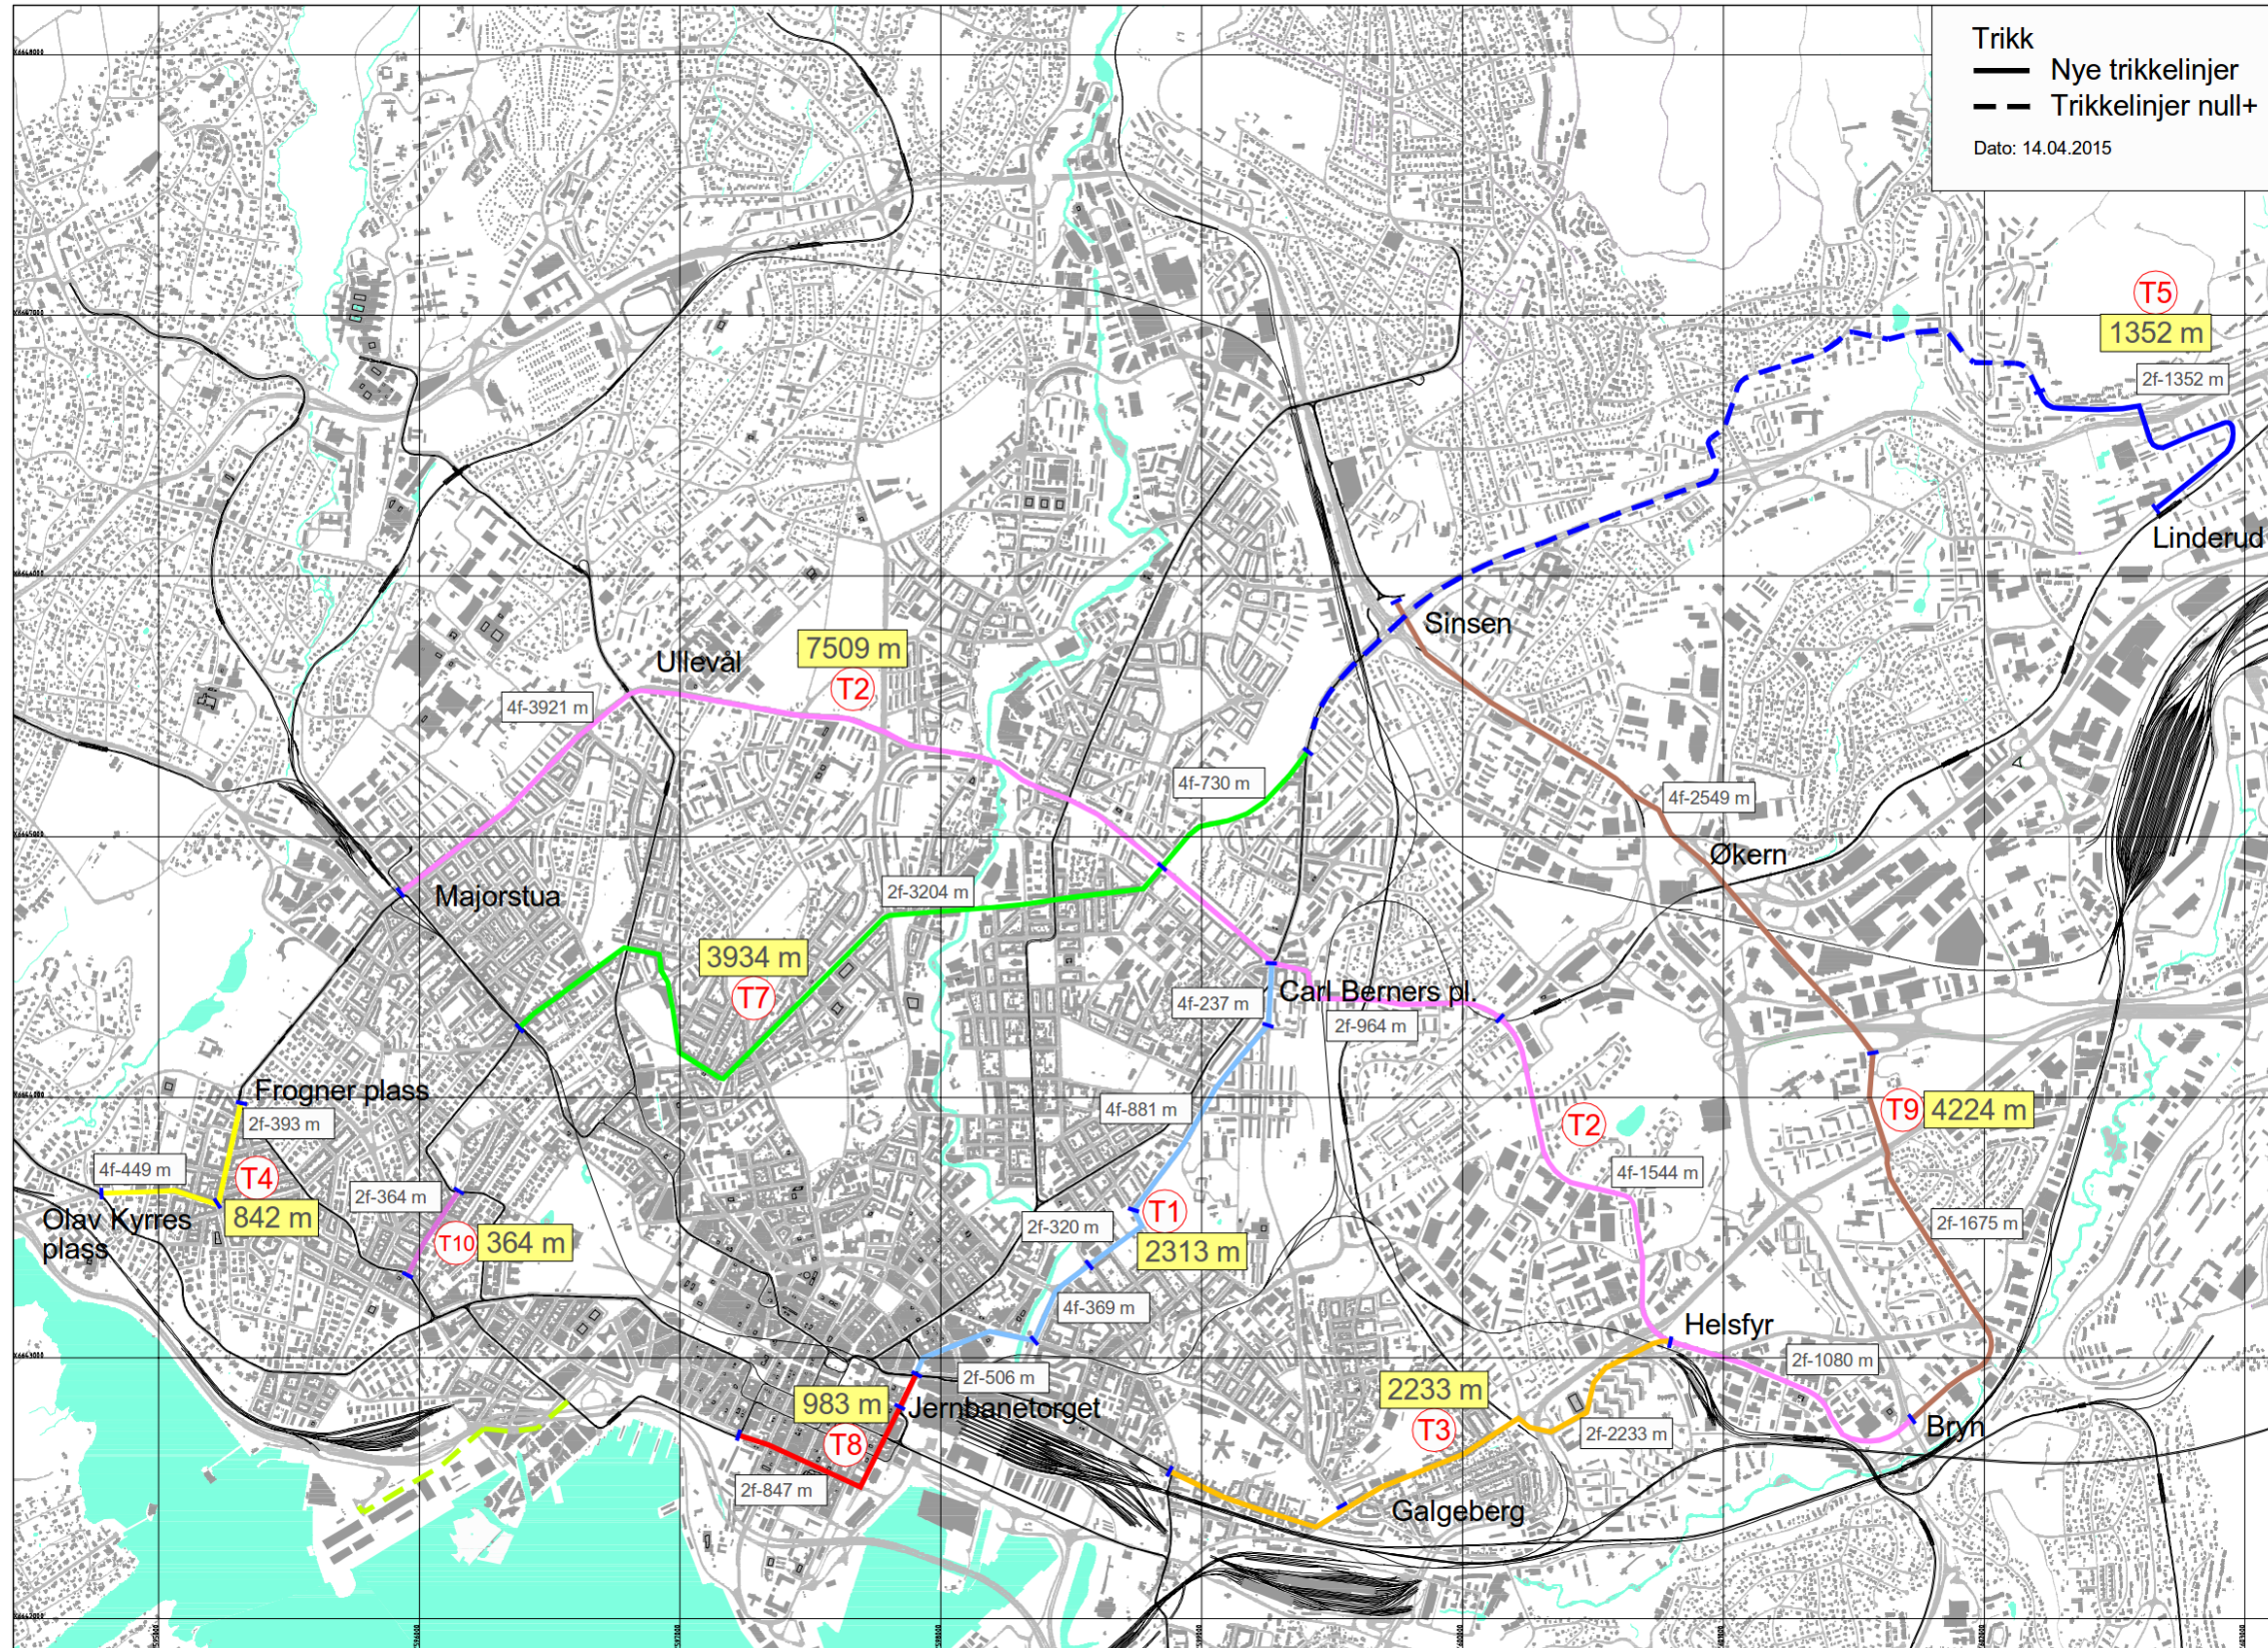 Trikk
Nye trikkelinjer
Trikkelinjer null+
Dato: 14.04.2015
T5
1352 m
2f-1352 m
Linderud
Sinsen
7509 m
Ullevål
T2
4f-3921 m
4f-730 m
4f-2549 m
Økern
2f-3204 m
Majorstua
3934 m
T7
Carl Berners pl.
4f-237 m
2f-964 m
Frogner plass
2f-393 m
4f-881 m
T9
4224 m
T2
4f-449 m
T4
2f-364 m
4f-1544 m
842 m
Olav Kyrres
plass
T1
2f-320 m
2f-1675 m
T10
364 m
2313 m
4f-369 m
Helsfyr
2f-1080 m
2f-506 m
983 m
Jernbanetorget
2233 m
T8
T3
2f-2233 m
Bryn
2f-847 m
Galgeberg